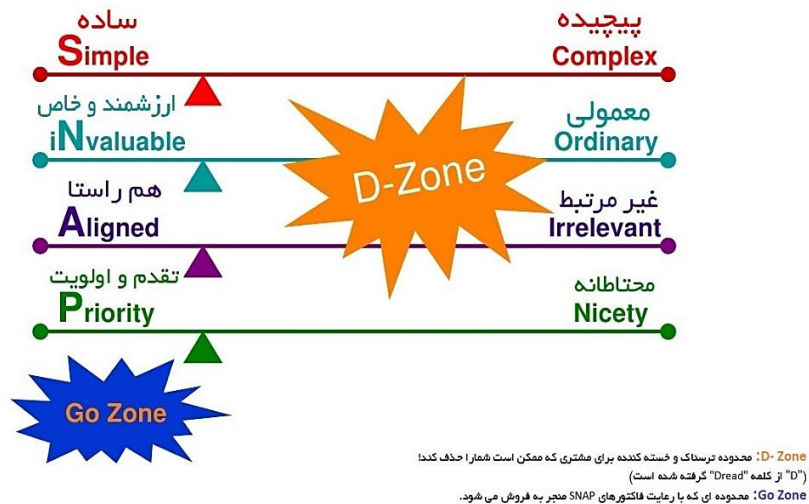 ساده
Simple
پیچیده
Complex
ارزشمند و خاص
iNvaluable
معمولی
Ordinary
D-Zone
هم راستا
Aligned
غیر مرتبط
Irrelevant
تقدم و اولویت
Priority
محتاطانه
Nicety
Go Zone
D- Zone: محدوده ترسناک و خسته کننده برای مشتری که ممکن است شمارا حذف کند!
("D" از کلمه "Dread" گرفته شده است)
Go Zone: محدوده ای که با رعایت فاکتورهای SNAP منجر به فروش می شود.